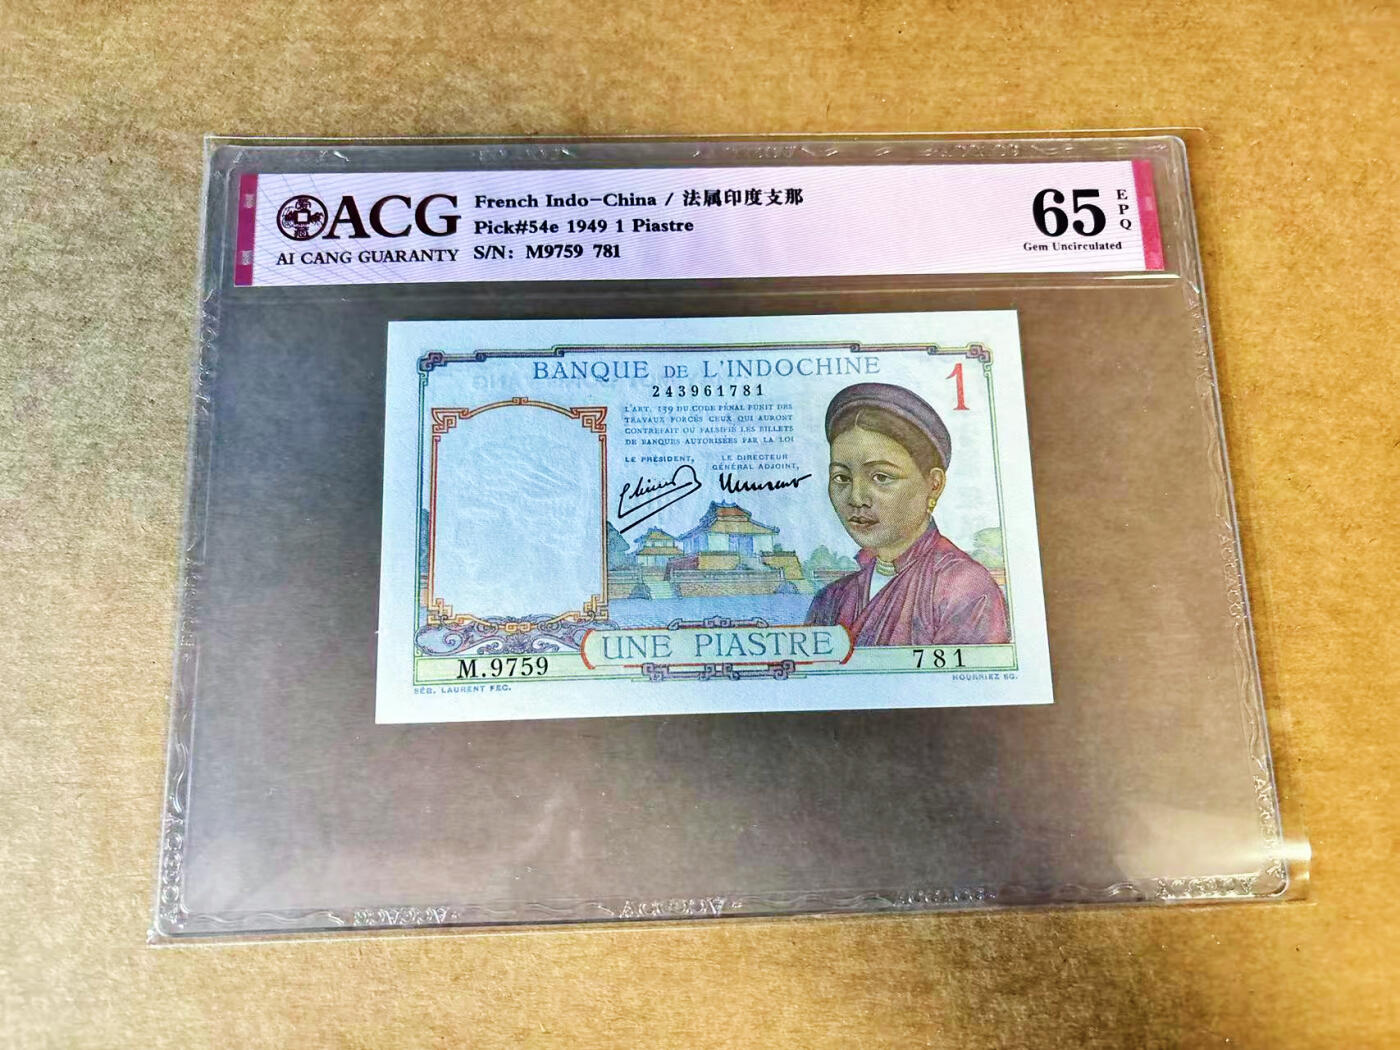 ACG
AI CANG GUARANTY
French Indo-China / 法属印度支那
Pick#54e 1949 1 Piastre
S/N: M9759 781
65
EPQ
Gem Uncirculated
BANQUE DE L'INDOCHINE
1
243961781
L'ART. 139 DU CODE PÉNAL PUNIT DES
TRAVAUX FORCÉS CEUX QUI AURONT
CONTREFAIT OU FALSIFIÉ LES BILLETS
DE BANQUES AUTORISÉES PAR LA LOI
LE PRÉSIDENT,
LE DIRECTEUR
GÉNÉRAL ADJOINT,
UNE PIASTRE
M.9759
781
SÉB. LAURENT FEC.
HOURRIEZ SC.